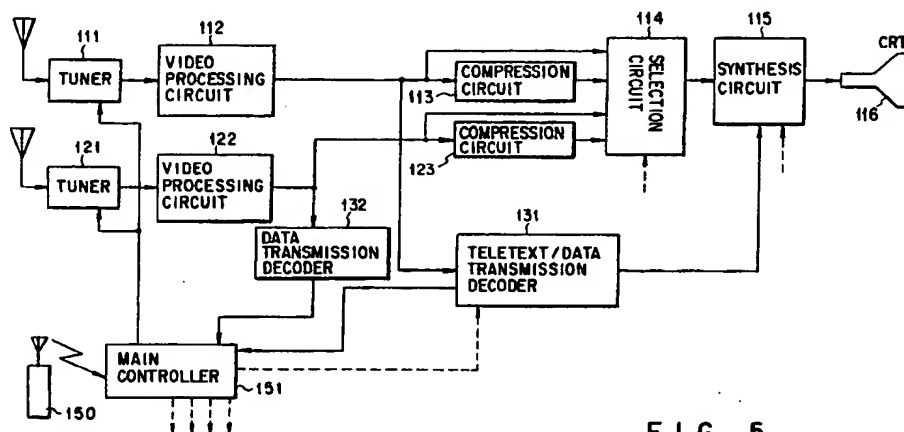 111
TUNER
112
VIDEO
PROCESSING
CIRCUIT
113
COMPRESSION
CIRCUIT
114
SELECTION
CIRCUIT
115
SYNTHESIS
CIRCUIT
CRT
116
121
TUNER
122
VIDEO
PROCESSING
CIRCUIT
123
COMPRESSION
CIRCUIT
132
DATA
TRANSMISSION
DECODER
131
TELETEXT/DATA
TRANSMISSION
DECODER
MAIN
CONTROLLER
151
150
FIG. 5